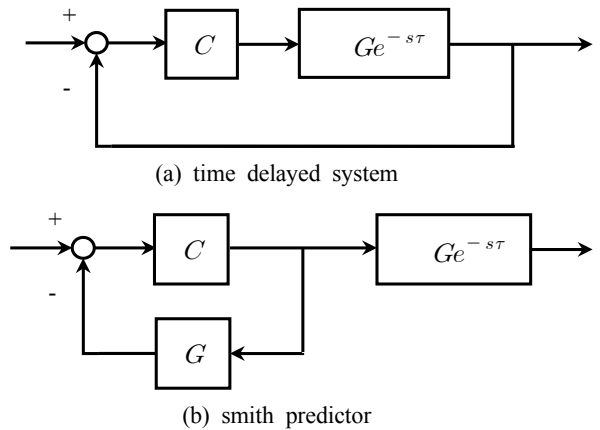 +
C
Ge^{- sτ}
-
(a) time delayed system
+
C
Ge^{- sτ}
-
G
(b) smith predictor